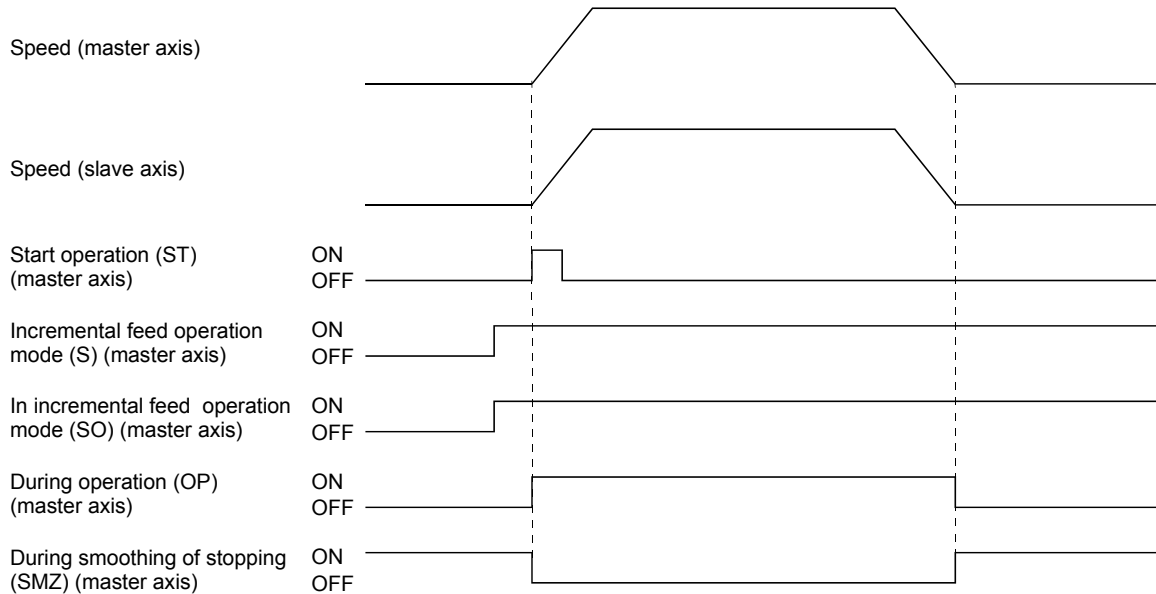 Speed (master axis)
Speed (slave axis)
Start operation (ST)
(master axis)
ON
OFF
Incremental feed operation
mode (S) (master axis)
ON
OFF
In incremental feed  operation
mode (SO) (master axis)
ON
OFF
During operation (OP)
(master axis)
ON
OFF
During smoothing of stopping
(SMZ) (master axis)
ON
OFF